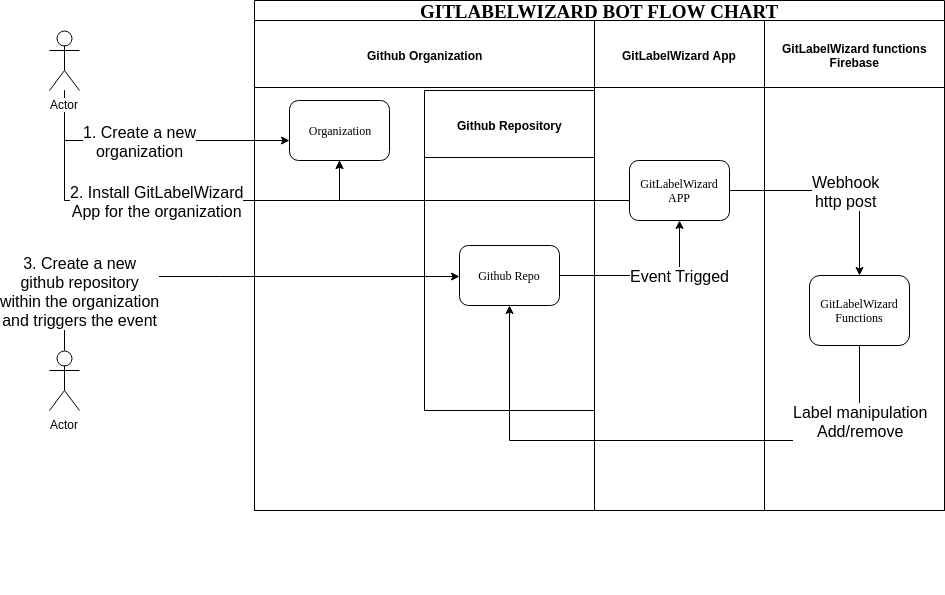 GITLABELWIZARD BOT FLOW CHART
Github Organization
GitLabelWizard App
GitLabelWizard functions
Firebase
Actor
1. Create a new
organization
Organization
Github Repository
2. Install GitLabelWizard
App for the organization
GitLabelWizard
APP
Webhook
http post
3. Create a new
github repository
within the organization
and triggers the event
Github Repo
Event Trigged
GitLabelWizard
Functions
Actor
Label manipulation
Add/remove